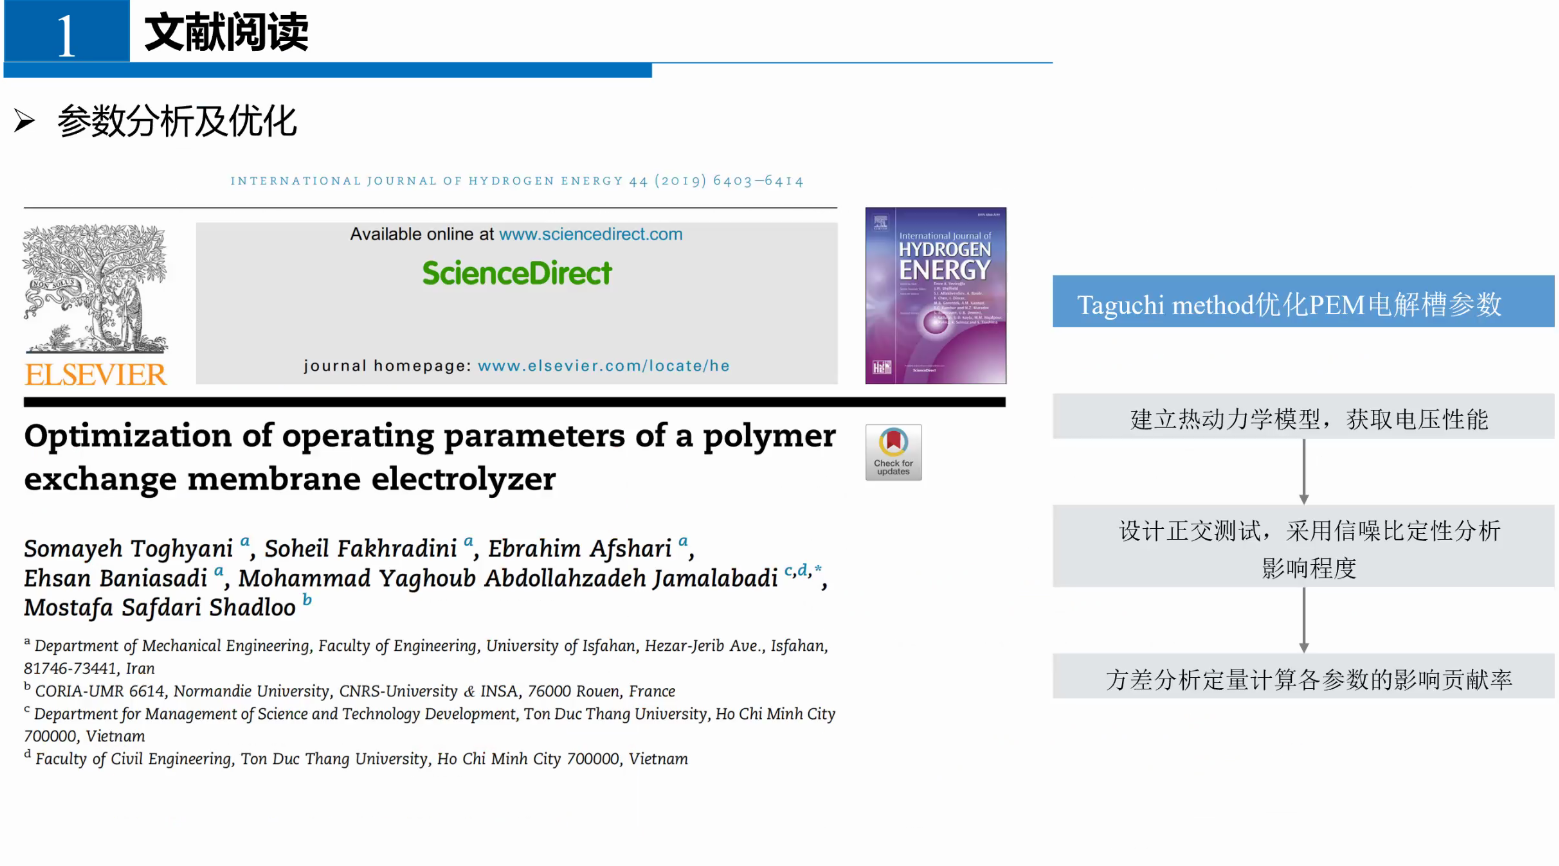 1
文献阅读
➢ 参数分析及优化
INTERNATIONAL JOURNAL OF HYDROGEN ENERGY 44 (2019) 6403–6414
Available online at www.sciencedirect.com
ScienceDirect
journal homepage: www.elsevier.com/locate/he
NON SOLUS
ELSEVIER
International Journal of
HYDROGEN
ENERGY
ScienceDirect
Optimization of operating parameters of a polymer
exchange membrane electrolyzer
Check for
updates
Somayeh Toghyani a, Soheil Fakhradini a, Ebrahim Afshari a,
Ehsan Baniasadi a, Mohammad Yaghoub Abdollahzadeh Jamalabadi c,d,*,
Mostafa Safdari Shadloo b
a Department of Mechanical Engineering, Faculty of Engineering, University of Isfahan, Hezar-Jerib Ave., Isfahan,
81746-73441, Iran
b CORIA-UMR 6614, Normandie University, CNRS-University & INSA, 76000 Rouen, France
c Department for Management of Science and Technology Development, Ton Duc Thang University, Ho Chi Minh City
700000, Vietnam
d Faculty of Civil Engineering, Ton Duc Thang University, Ho Chi Minh City 700000, Vietnam
Taguchi method优化PEM电解槽参数
建立热动力学模型，获取电压性能
设计正交测试，采用信噪比定性分析
影响程度
方差分析定量计算各参数的影响贡献率